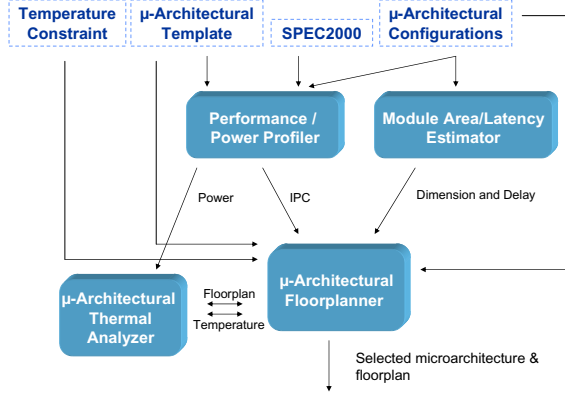 Temperature
Constraint
µ-Architectural
Template
SPEC2000
µ-Architectural
Configurations
Performance /
Power Profiler
Module Area/Latency
Estimator
Power
IPC
Dimension and Delay
µ-Architectural
Thermal
Analyzer
Floorplan
Temperature
µ-Architectural
Floorplanner
Selected microarchitecture &
floorplan